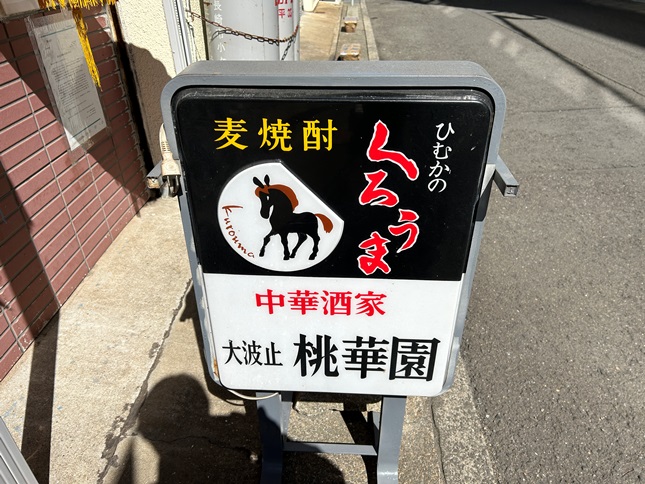 麦焼酎
ひむかの
くろうま
Kurouma
中華酒家
大波止 桃華園